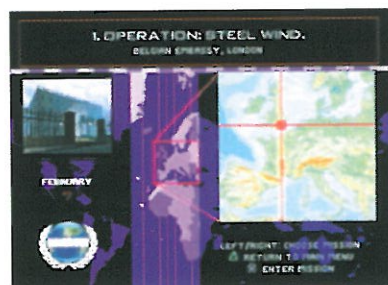 1. OPERATION: STEEL WIND.
BELGIAN EMBASSY, LONDON
FEBRUARY
LEFT/RIGHT: CHOOSE MISSION
RETURN TO MAIN MENU
ENTER MISSION